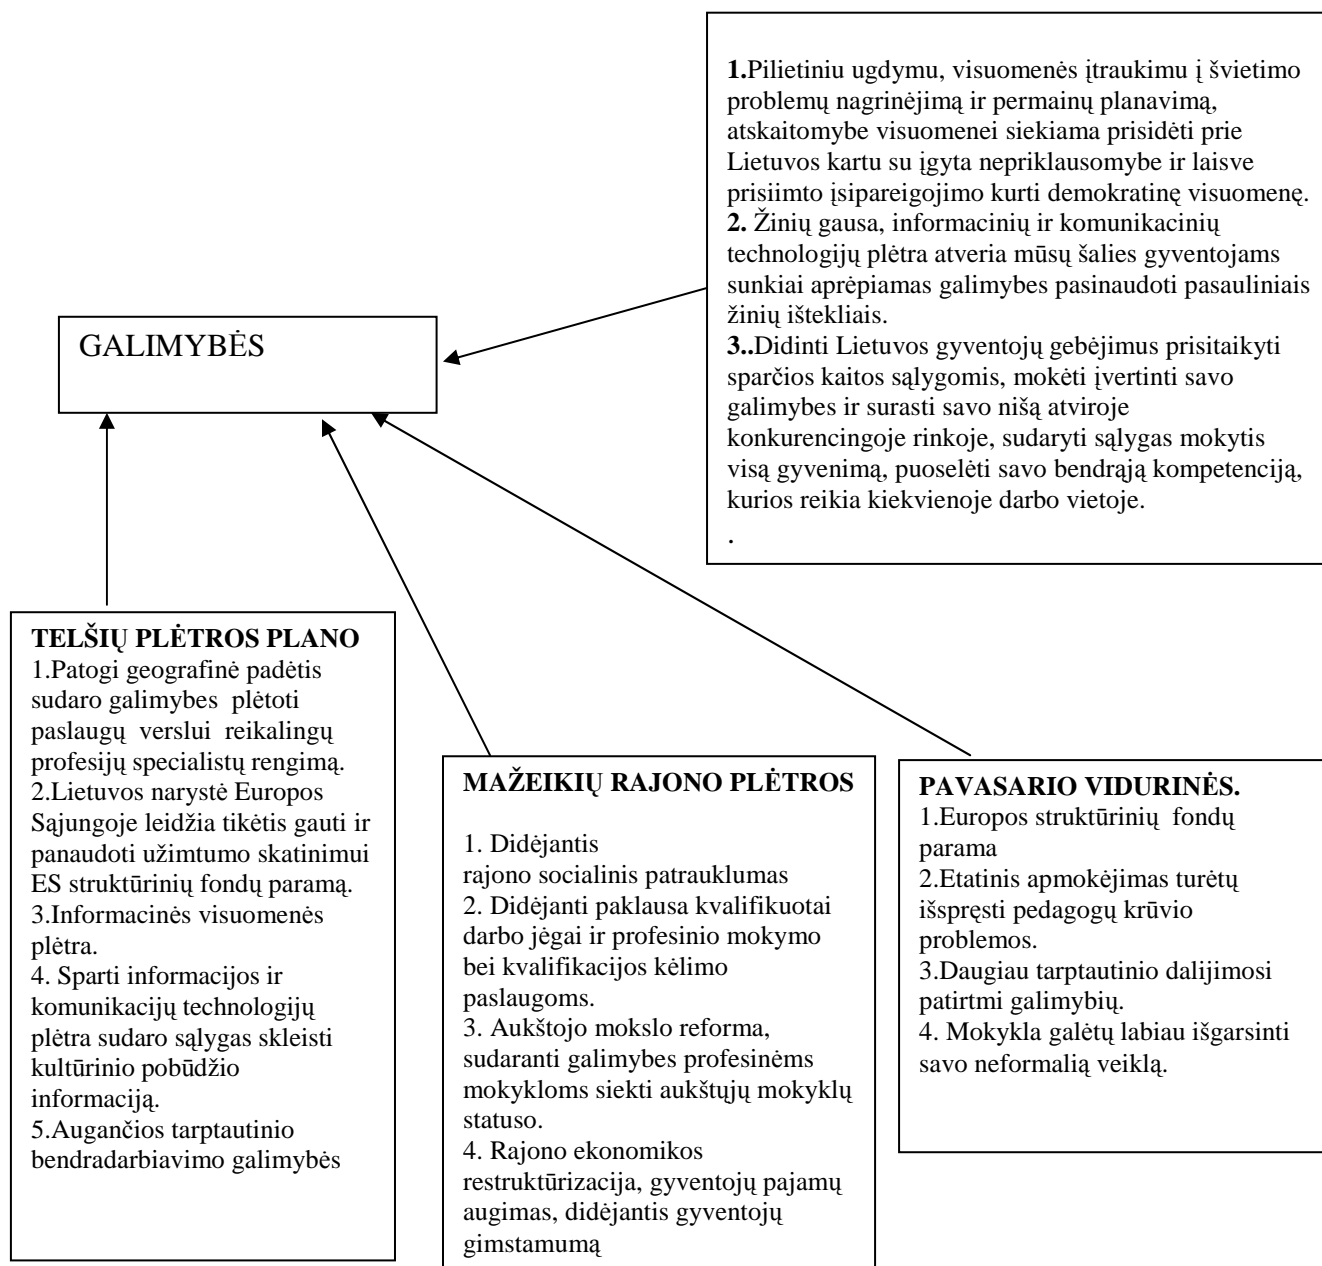 1.Pilietiniu ugdymu, visuomenės įtraukimu į švietimo
problemų nagrinėjimą ir permainų planavimą,
atskaitomybe visuomenei siekiama prisidėti prie
Lietuvos kartu su įgyta nepriklausomybe ir laisve
prisiimto įsipareigojimo kurti demokratinę visuomenę.
2. Žinių gausa, informacinių ir komunikacinių
technologijų plėtra atveria mūsų šalies gyventojams
sunkiai aprėpiamas galimybes pasinaudoti pasauliniais
žinių ištekliais.
3..Didinti Lietuvos gyventojų gebėjimus prisitaikyti
sparčios kaitos sąlygomis, mokėti įvertinti savo
galimybes ir surasti savo nišą atviroje
konkurencingoje rinkoje, sudaryti sąlygas mokytis
visą gyvenimą, puoselėti savo bendrąją kompetenciją,
kurios reikia kiekvienoje darbo vietoje.
.
GALIMYBĖS
TELŠIŲ PLĖTROS PLANO
1.Patogi geografinė padėtis
sudaro galimybes plėtoti
paslaugų verslui reikalingų
profesijų specialistų rengimą.
2.Lietuvos narystė Europos
Sąjungoje leidžia tikėtis gauti ir
panaudoti užimtumo skatinimui
ES struktūrinių fondų paramą.
3.Informacinės visuomenės
plėtra.
4. Sparti informacijos ir
komunikacijų technologijų
plėtra sudaro sąlygas skleisti
kultūrinio pobūdžio
informaciją.
5.Augančios tarptautinio
bendradarbiavimo galimybės
MAŽEIKIŲ RAJONO PLĖTROS
1. Didėjantis
rajono socialinis patrauklumas
2. Didėjanti paklausa kvalifikuotai
darbo jėgai ir profesinio mokymo
bei kvalifikacijos kėlimo
paslaugoms.
3. Aukštojo mokslo reforma,
sudaranti galimybes profesinėms
mokykloms siekti aukštųjų mokyklų
statuso.
4. Rajono ekonomikos
restruktūrizacija, gyventojų pajamų
augimas, didėjantis gyventojų
gimstamumą
PAVASARIO VIDURINĖS.
1.Europos struktūrinių fondų
parama
2.Etatinis apmokėjimas turėtų
išspręsti pedagogų krūvio
problemos.
3.Daugiau tarptautinio dalijimosi
patirtmi galimybių.
4. Mokykla galėtų labiau išgarsinti
savo neformalią veiklą.